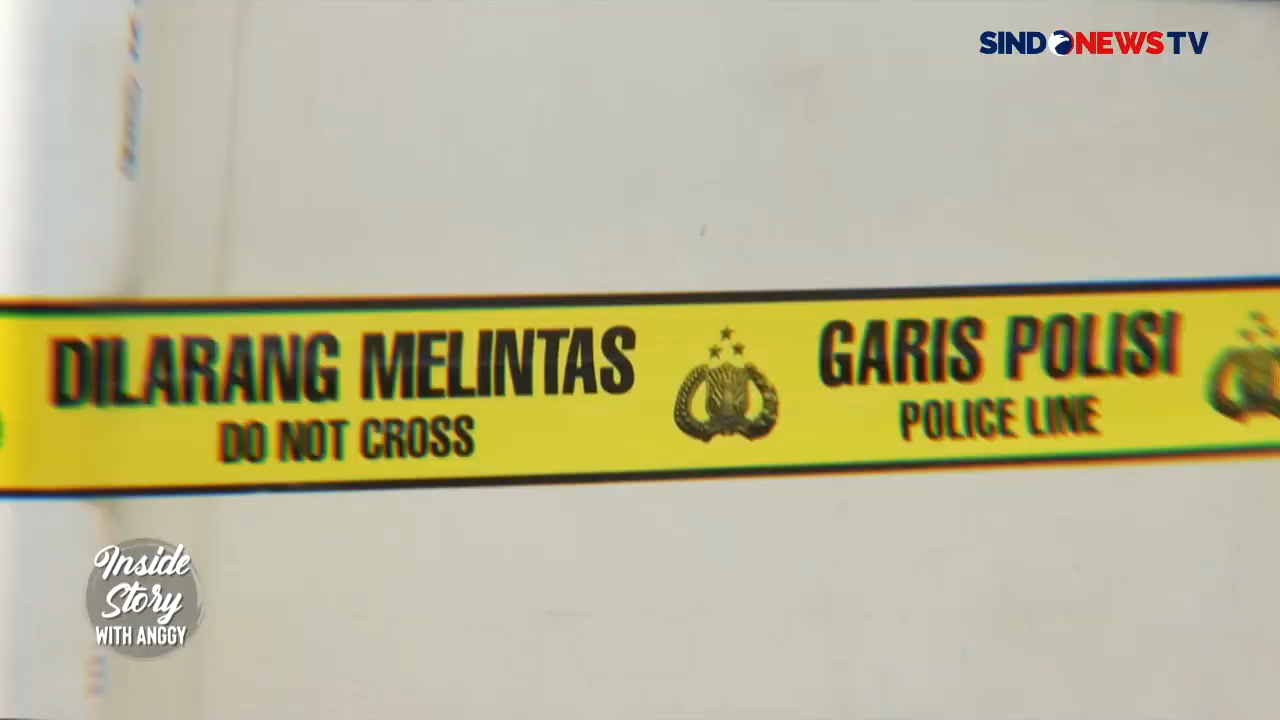 SINDONEWS TV
DILARANG MELINTAS
DO NOT CROSS
GARIS POLISI
POLICE LINE
Inside
Story
WITH ANGGY